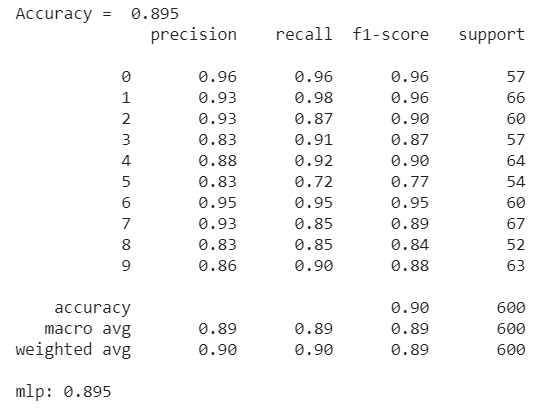 Accuracy =  0.895
              precision    recall  f1-score   support

           0       0.96      0.96      0.96        57
           1       0.93      0.98      0.96        66
           2       0.93      0.87      0.90        60
           3       0.83      0.91      0.87        57
           4       0.88      0.92      0.90        64
           5       0.83      0.72      0.77        54
           6       0.95      0.95      0.95        60
           7       0.93      0.85      0.89        67
           8       0.83      0.85      0.84        52
           9       0.86      0.90      0.88        63

    accuracy                           0.90       600
   macro avg       0.89      0.89      0.89       600
weighted avg       0.90      0.90      0.89       600

mlp: 0.895